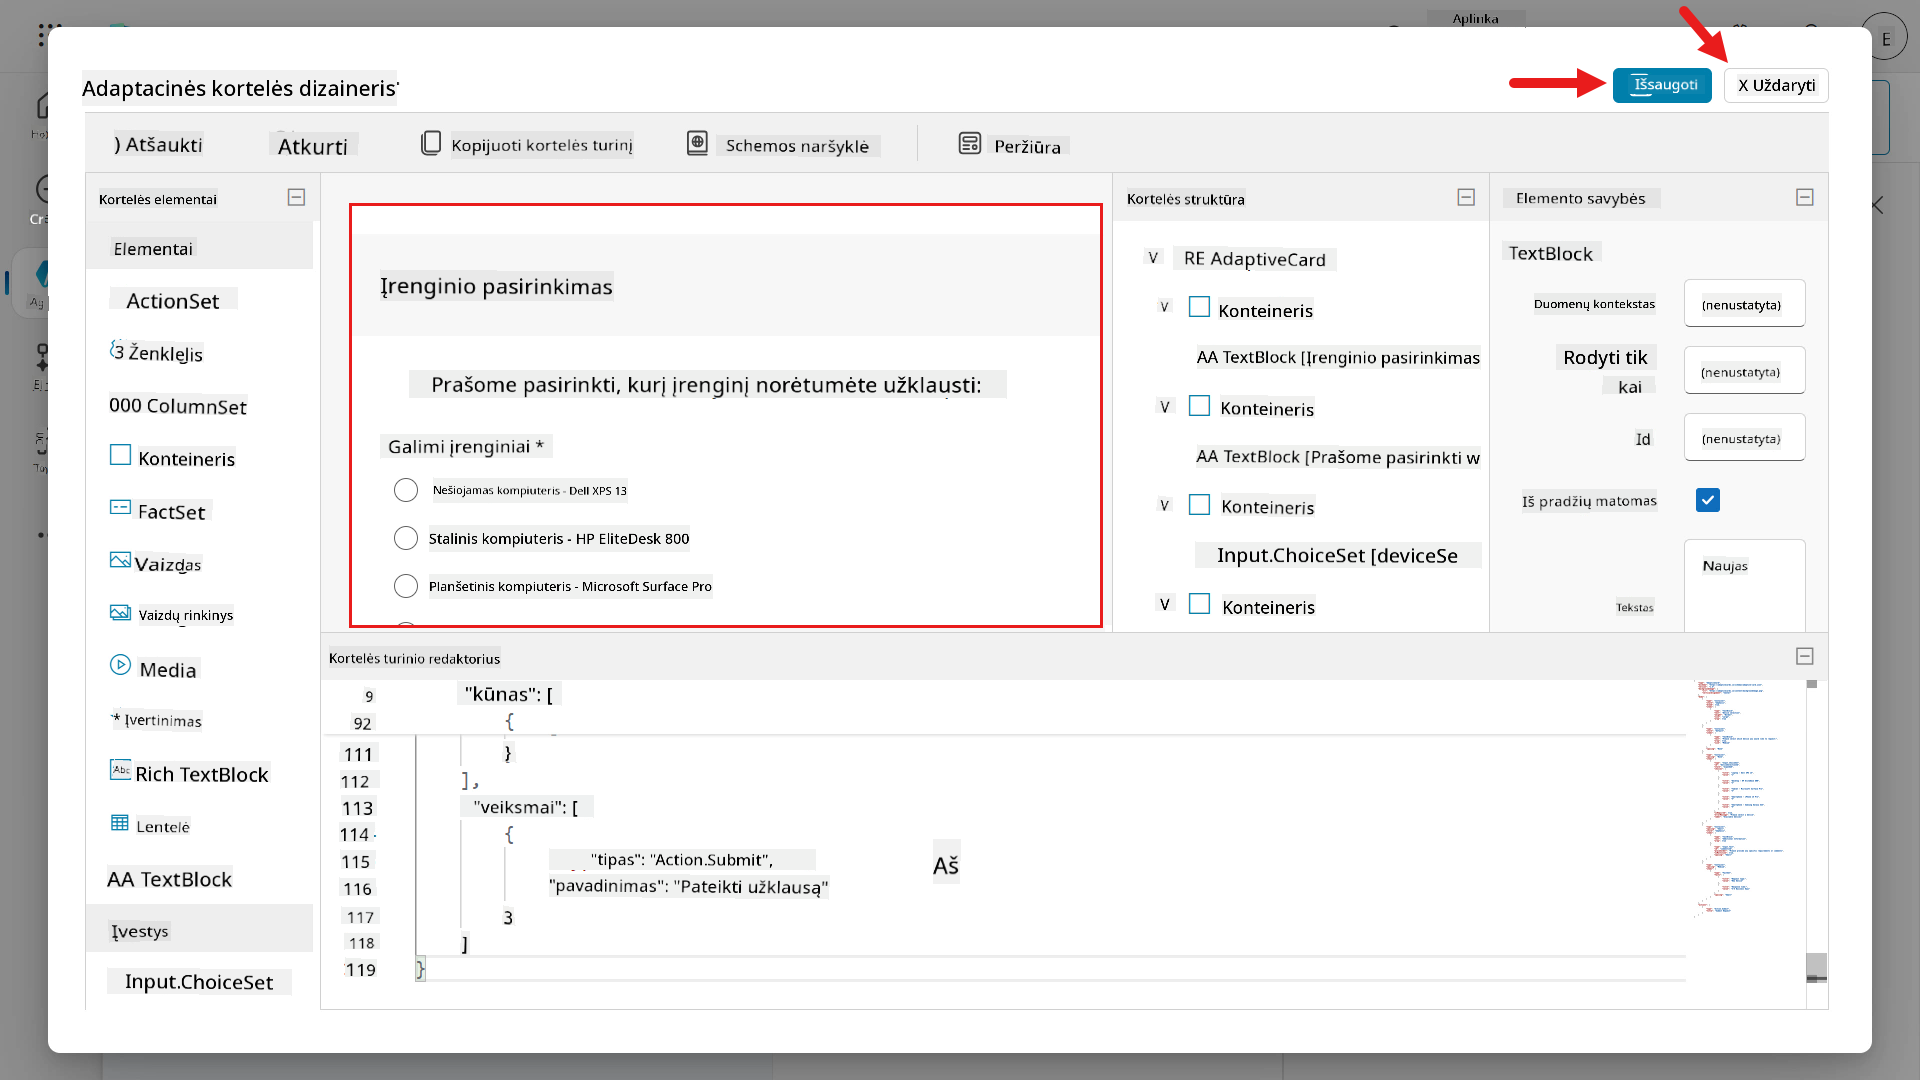 Aplinka
E
Adaptacinės kortelės dizaineris
Išsaugoti
X Uždaryti
) Atšaukti
Atkurti
Kopijuoti kortelės turinį
Schemos naršyklė
Peržiūra
Kortelės elementai
Elementai
ActionSet
3 Ženklelis
000 ColumnSet
Konteineris
FactSet
Vaizdas
Vaizdų rinkinys
Media
* Įvertinimas
Rich TextBlock
Lentelė
AA TextBlock
Įvestys
Input.ChoiceSet
Įrenginio pasirinkimas
Prašome pasirinkti, kurį įrenginį norėtumėte užklausti:
Galimi įrenginiai *
Nešiojamas kompiuteris - Dell XPS 13
Stalinis kompiuteris - HP EliteDesk 800
Planšetinis kompiuteris - Microsoft Surface Pro
Kortelės struktūra
V RE AdaptiveCard
V Konteineris
AA TextBlock [Įrenginio pasirinkimas
V Konteineris
AA TextBlock [Prašome pasirinkti w
V Konteineris
Input.ChoiceSet [deviceSe
V Konteineris
Elemento savybės
TextBlock
Duomenų kontekstas (nenustatyta)
Rodyti tik kai (nenustatyta)
Id (nenustatyta)
Iš pradžių matomas
Tekstas Naujas
Kortelės turinio redaktorius
9 "kūnas": [
92 {
111 }
112 ],
113 "veiksmai": [
114 {
115 "tipas": "Action.Submit",
116 "pavadinimas": "Pateikti užklausą"
117 3
118 ]
119 }
Aš